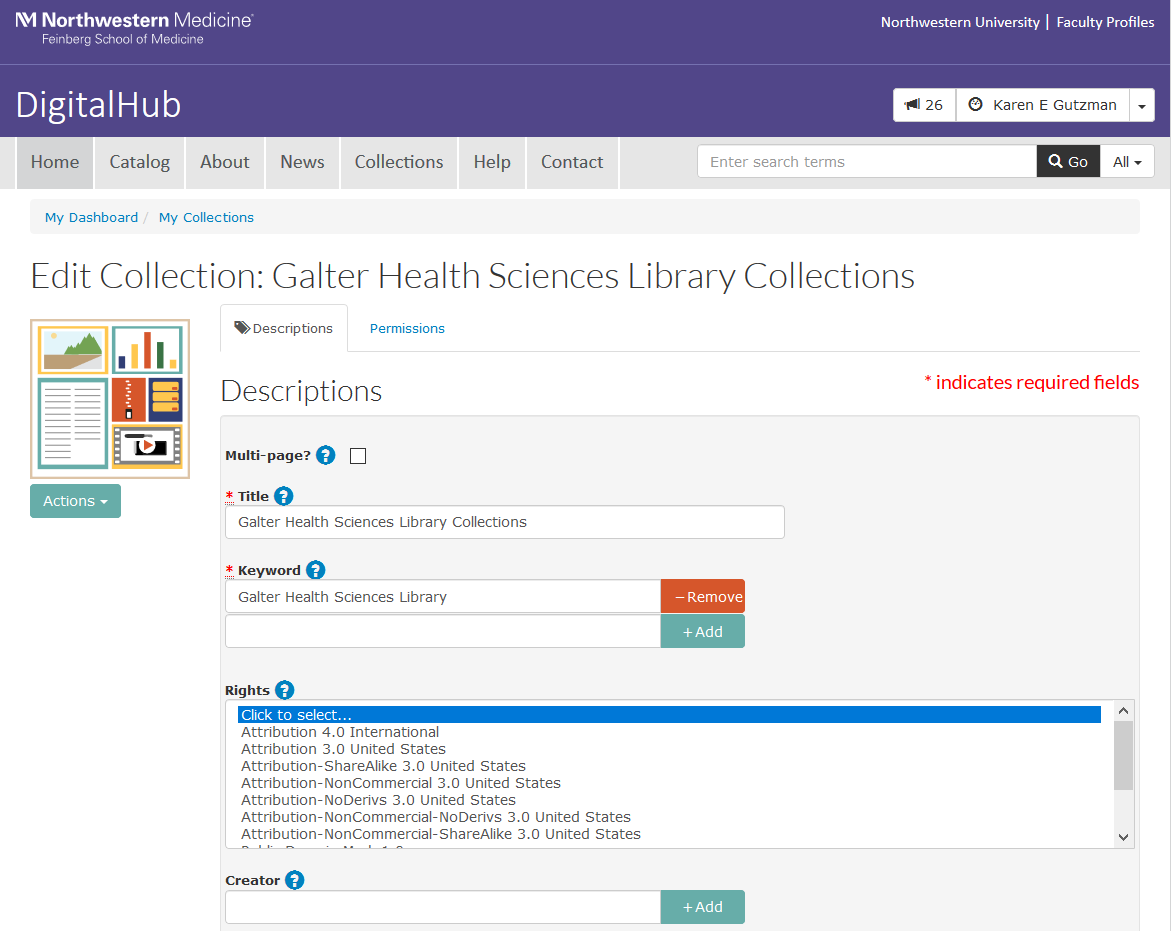 Northwestern Medicine®
Feinberg School of Medicine
Northwestern University | Faculty Profiles
DigitalHub
26
Karen E Gutzman
Home
Catalog
About
News
Collections
Help
Contact
Enter search terms
Go
All
My Dashboard / My Collections
Edit Collection: Galter Health Sciences Library Collections
Descriptions
Permissions
Descriptions
* indicates required fields
Multi-page? ?
* Title ?
Galter Health Sciences Library Collections
* Keyword ?
Galter Health Sciences Library
–Remove
+Add
Actions
Rights ?
Click to select...
Attribution 4.0 International
Attribution 3.0 United States
Attribution-ShareAlike 3.0 United States
Attribution-NonCommercial 3.0 United States
Attribution-NoDerivs 3.0 United States
Attribution-NonCommercial-NoDerivs 3.0 United States
Attribution-NonCommercial-ShareAlike 3.0 United States
Creator ?
+Add